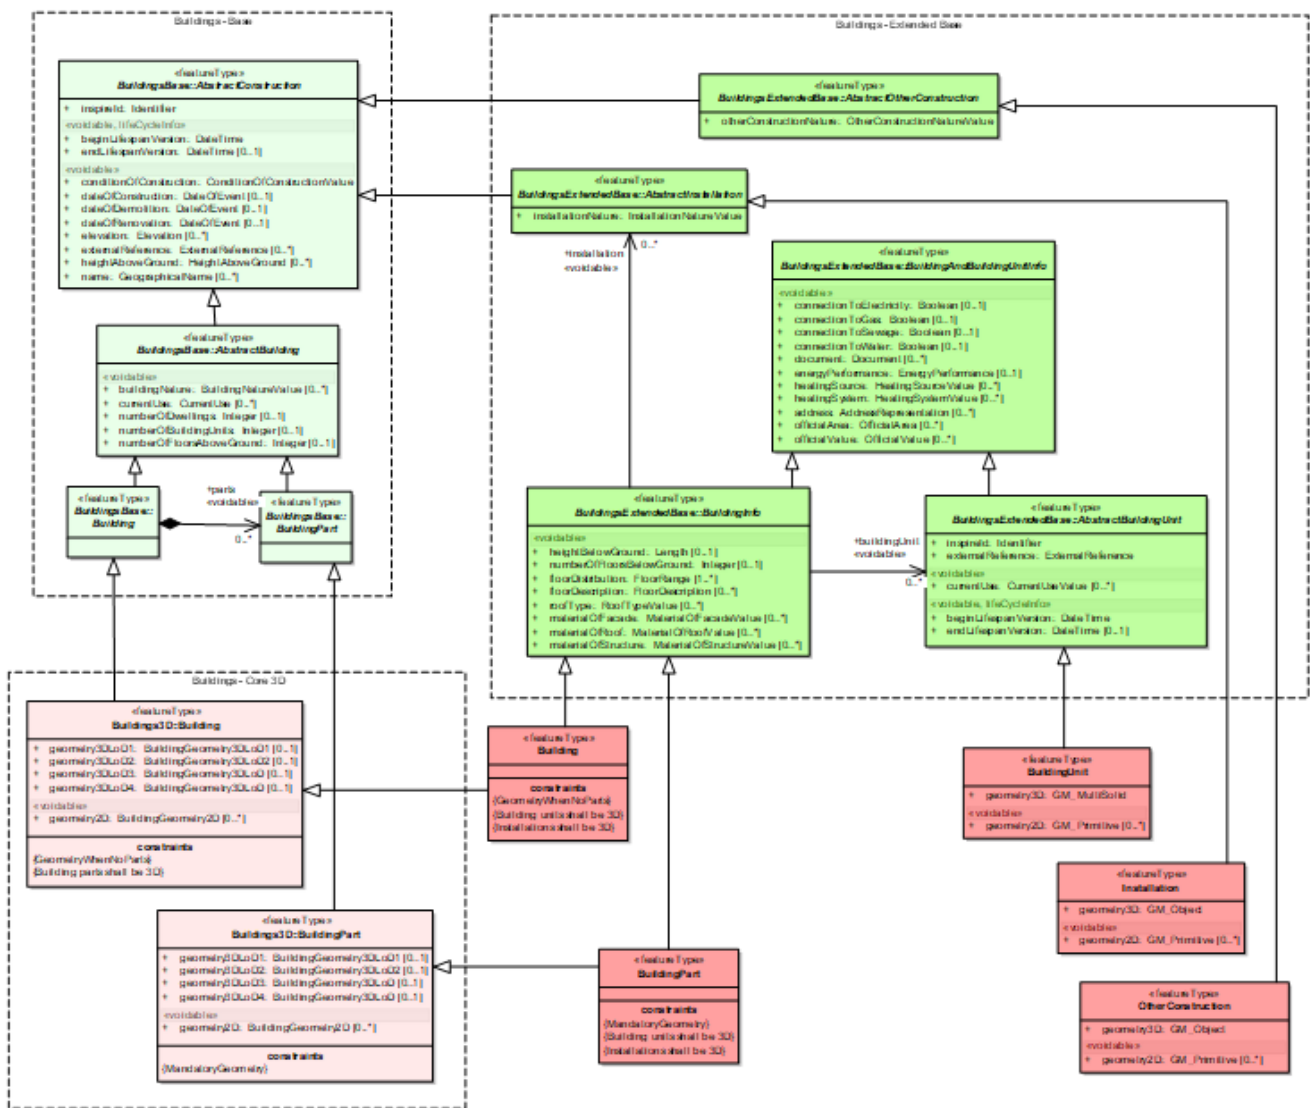 Buildings - Base
«featureType»
BuildingsBase::AbstractConstruction
+ inspireId: Identifier
«voidable, lifeCycleInfo»
+ beginLifespanVersion: DateTime
+ endLifespanVersion: DateTime [0..1]
«voidable»
+ conditionOfConstruction: ConditionOfConstructionValue
+ dateOfConstruction: DateOfEvent [0..1]
+ dateOfDemolition: DateOfEvent [0..1]
+ dateOfRenovation: DateOfEvent [0..1]
+ elevation: Elevation [0..*]
+ externalReference: ExternalReference [0..*]
+ heightAboveGround: HeightAboveGround [0..*]
+ name: GeographicalName [0..*]
«featureType»
BuildingsBase::AbstractBuilding
«voidable»
+ buildingNature: BuildingNatureValue [0..*]
+ currentUse: CurrentUse [0..*]
+ numberOfDwellings: Integer [0..1]
+ numberOfBuildingUnits: Integer [0..1]
+ numberOfFloorsAboveGround: Integer [0..1]
«featureType»
BuildingsBase::
Building
+parts
«voidable»
0..*
«featureType»
BuildingsBase::
BuildingPart
Buildings - Extended Base
«featureType»
BuildingsExtendedBase::AbstractOtherConstruction
+ otherConstructionNature: OtherConstructionNatureValue
«featureType»
BuildingsExtendedBase::AbstractInstallation
+ installationNature: InstallationNatureValue
+installation
0..*
«voidable»
«featureType»
BuildingsExtendedBase::BuildingAndBuildingUnitInfo
«voidable»
+ connectionToElectricity: Boolean [0..1]
+ connectionToGas: Boolean [0..1]
+ connectionToSewage: Boolean [0..1]
+ connectionToWater: Boolean [0..1]
+ document: Document [0..*]
+ energyPerformance: EnergyPerformance [0..1]
+ heatingSource: HeatingSourceValue [0..*]
+ heatingSystem: HeatingSystemValue [0..*]
+ address: AddressRepresentation [0..*]
+ officialArea: OfficialArea [0..*]
+ officialValue: OfficialValue [0..*]
«featureType»
BuildingsExtendedBase::BuildingInfo
«voidable»
+ heightBelowGround: Length [0..1]
+ numberOfFloorsBelowGround: Integer [0..1]
+ floorDistribution: FloorRange [1..*]
+ floorDescription: FloorDescription [0..*]
+ roofType: RoofTypeValue [0..*]
+ materialOfFacade: MaterialOfFacadeValue [0..*]
+ materialOfRoof: MaterialOfRoofValue [0..*]
+ materialOfStructure: MaterialOfStructureValue [0..*]
+buildingUnit
«voidable»
0..*
«featureType»
BuildingsExtendedBase::AbstractBuildingUnit
+ inspireId: Identifier
+ externalReference: ExternalReference
«voidable»
+ currentUse: CurrentUseValue [0..*]
«voidable, lifeCycleInfo»
+ beginLifespanVersion: DateTime
+ endLifespanVersion: DateTime [0..1]
Buildings - Core 3D
«featureType»
Buildings3D::Building
+ geometry3DLoD1: BuildingGeometry3DLoD1 [0..1]
+ geometry3DLoD2: BuildingGeometry3DLoD2 [0..1]
+ geometry3DLoD3: BuildingGeometry3DLoD [0..1]
+ geometry3DLoD4: BuildingGeometry3DLoD [0..1]
«voidable»
+ geometry2D: BuildingGeometry2D [0..*]
constraints
{GeometryWhenNoParts}
{Building parts shall be 3D}
«featureType»
Buildings3D::BuildingPart
+ geometry3DLoD1: BuildingGeometry3DLoD1 [0..1]
+ geometry3DLoD2: BuildingGeometry3DLoD2 [0..1]
+ geometry3DLoD3: BuildingGeometry3DLoD [0..1]
+ geometry3DLoD4: BuildingGeometry3DLoD [0..1]
«voidable»
+ geometry2D: BuildingGeometry2D [0..*]
constraints
{MandatoryGeometry}
«featureType»
Building
constraints
{GeometryWhenNoParts}
{Building units shall be 3D}
{Installations shall be 3D}
«featureType»
BuildingPart
constraints
{MandatoryGeometry}
{Building units shall be 3D}
{Installations shall be 3D}
«featureType»
BuildingUnit
+ geometry3D: GM_MultiSolid
«voidable»
+ geometry2D: GM_Primitive [0..*]
«featureType»
Installation
+ geometry3D: GM_Object
«voidable»
+ geometry2D: GM_Primitive [0..*]
«featureType»
OtherConstruction
+ geometry3D: GM_Object
«voidable»
+ geometry2D: GM_Primitive [0..*]